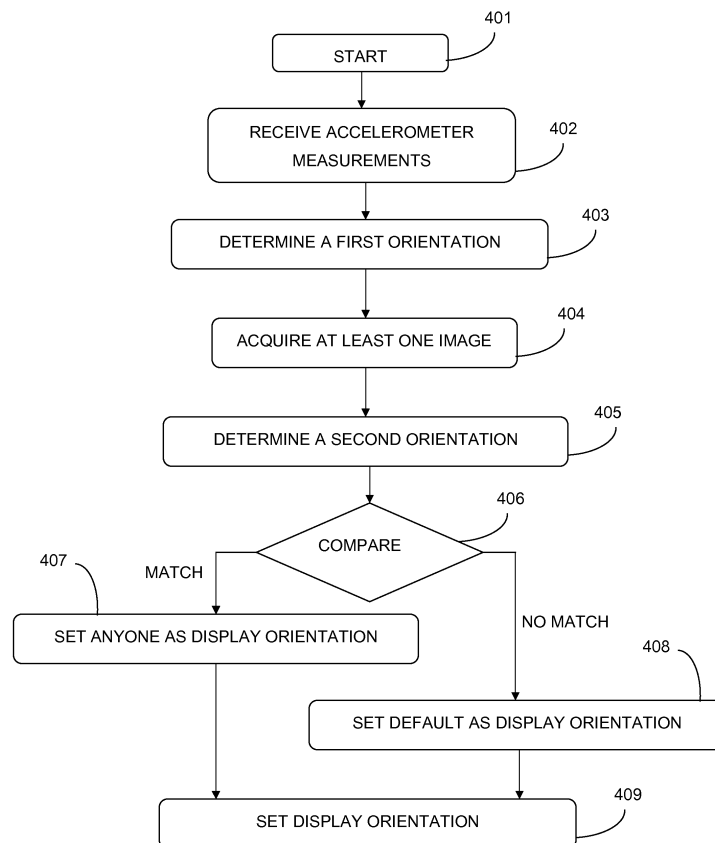 401
START
RECEIVE ACCELEROMETER
MEASUREMENTS
402
DETERMINE A FIRST ORIENTATION
403
ACQUIRE AT LEAST ONE IMAGE
404
DETERMINE A SECOND ORIENTATION
405
406
COMPARE
407
MATCH
SET ANYONE AS DISPLAY ORIENTATION
NO MATCH
408
SET DEFAULT AS DISPLAY ORIENTATION
409
SET DISPLAY ORIENTATION